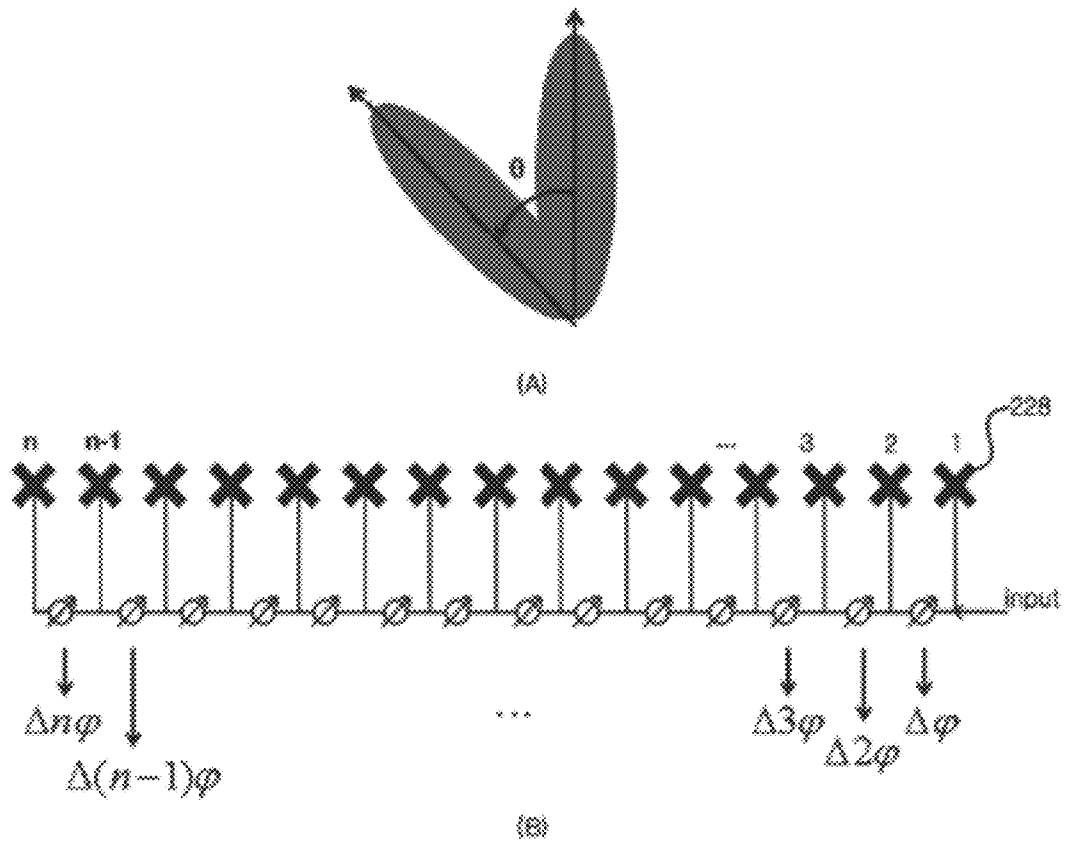 θ
(A)
228
n n-1 ... 3 2 1
input
Δnφ ... Δ3φ Δφ
Δ(n-1)φ Δ2φ
(B)